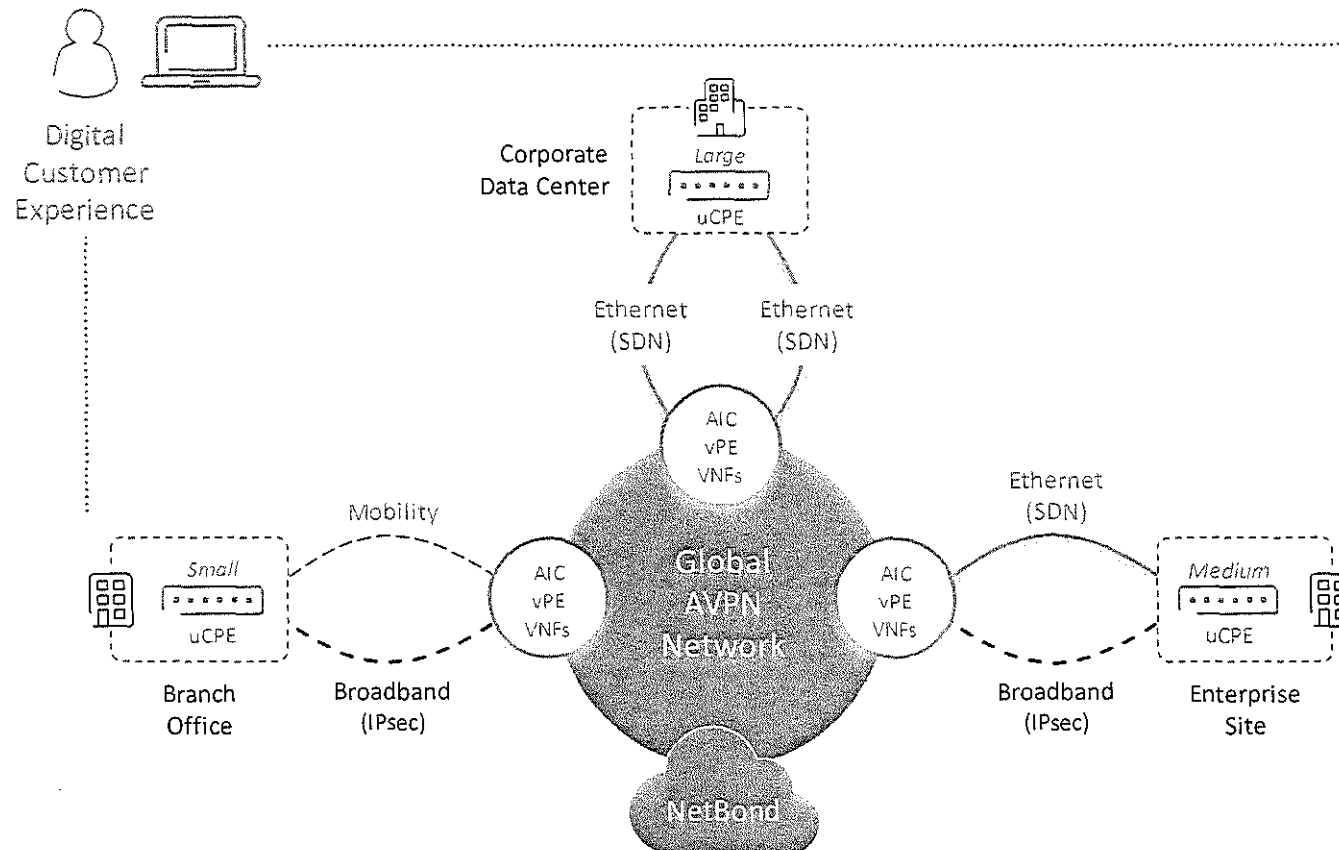 Digital
Customer
Experience
Corporate
Data Center
Large
uCPE
Ethernet
(SDN)
Ethernet
(SDN)
AIC
vPE
VNFs
Mobility
Small
uCPE
Branch
Office
Broadband
(IPsec)
AIC
vPE
VNFs
Global
AVPN
Network
AIC
vPE
VNFs
Ethernet
(SDN)
Medium
uCPE
Broadband
(IPsec)
Enterprise
Site
NetBond